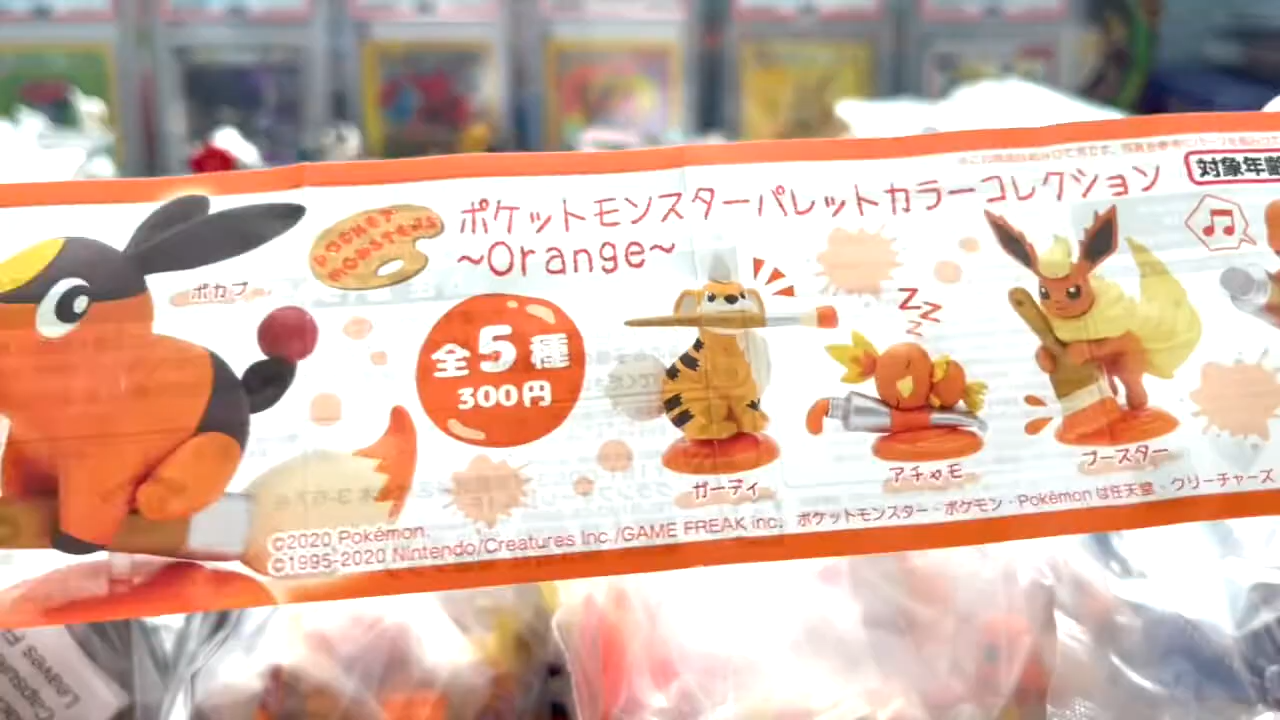 POCKET
MONSTERS
ポケットモンスターパレットカラーコレクション
~Orange~
対象年齢
ポカブ
全5種
300円
ZZZ
ガーディ
アチャモ
ブースター
©2020 Pokémon.
©1995-2020 Nintendo/Creatures Inc./GAME FREAK inc.
ポケットモンスター・ポケモン・Pokémonは任天堂・クリーチャーズ